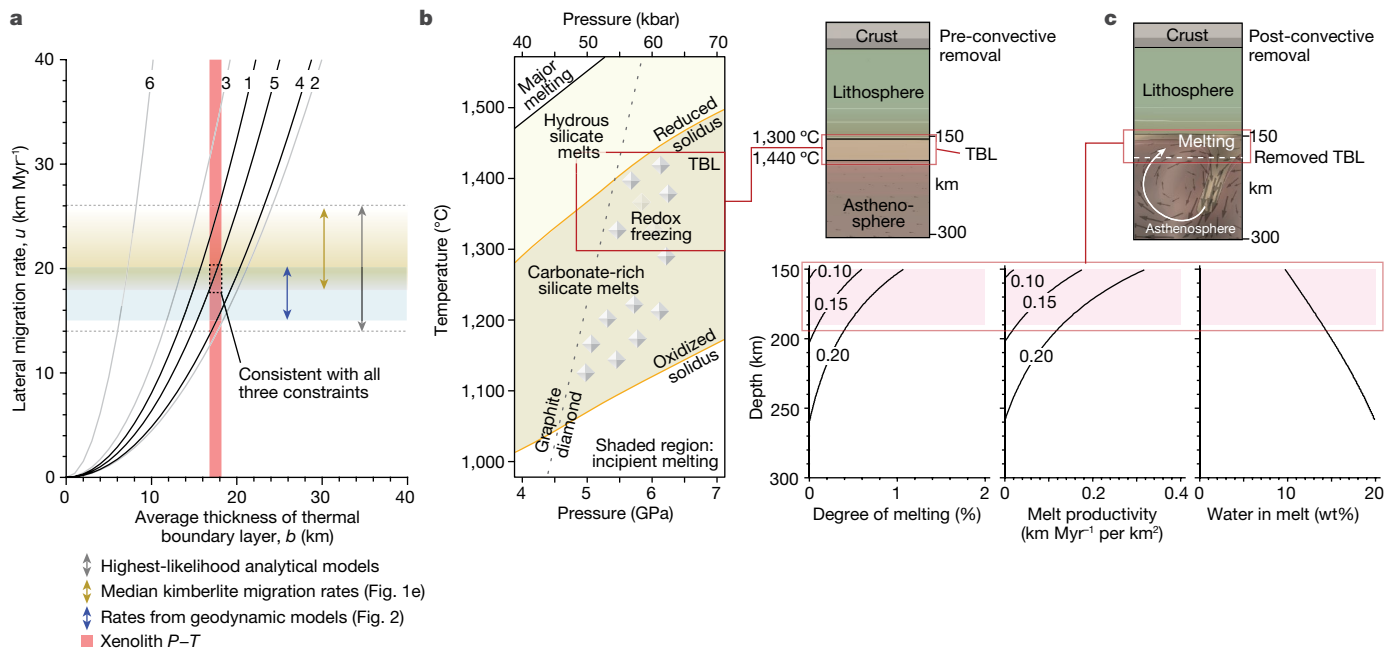 a
Lateral migration rate, u (km Myr⁻¹)
40
30
20
10
0
6
3
1
5
4
2
Consistent with all
three constraints
0
10
20
30
40
Average thickness of thermal
boundary layer, b (km)
Highest-likelihood analytical models
Median kimberlite migration rates (Fig. 1e)
Rates from geodynamic models (Fig. 2)
Xenolith P–T
b
Pressure (kbar)
40
50
60
70
Temperature (°C)
1,500
1,400
1,300
1,200
1,100
1,000
Major
melting
Hydrous
silicate
melts
Reduced
solidus
TBL
Redox
freezing
Carbonate-rich
silicate melts
Oxidized
solidus
Graphite
diamond
Shaded region:
incipient melting
4
5
6
7
Pressure (GPa)
Crust
Lithosphere
Astheno-
sphere
Pre-convective
removal
1,300 °C
1,440 °C
150
TBL
km
300
c
Crust
Lithosphere
Melting
Asthenosphere
Post-convective
removal
150
Removed TBL
km
300
Depth (km)
150
200
250
300
0.10
0.15
0.20
0
1
2
Degree of melting (%)
0.10
0.15
0.20
0
0.2
0.4
Melt productivity
(km Myr⁻¹ per km²)
0
10
20
Water in melt (wt%)